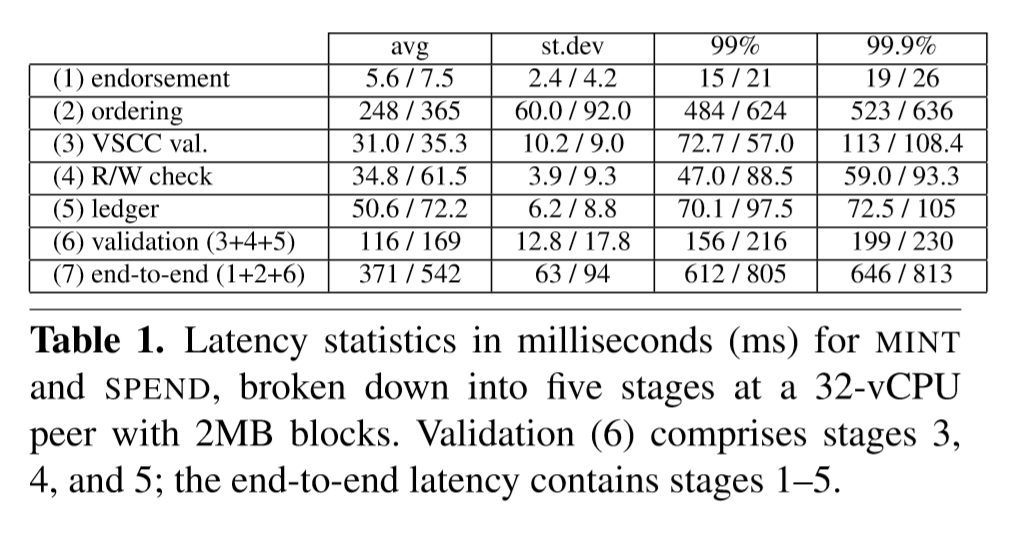 avg st.dev 99% 99.9%
(1) endorsement 5.6 / 7.5 2.4 / 4.2 15 / 21 19 / 26
(2) ordering 248 / 365 60.0 / 92.0 484 / 624 523 / 636
(3) VSCC val. 31.0 / 35.3 10.2 / 9.0 72.7 / 57.0 113 / 108.4
(4) R/W check 34.8 / 61.5 3.9 / 9.3 47.0 / 88.5 59.0 / 93.3
(5) ledger 50.6 / 72.2 6.2 / 8.8 70.1 / 97.5 72.5 / 105
(6) validation (3+4+5) 116 / 169 12.8 / 17.8 156 / 216 199 / 230
(7) end-to-end (1+2+6) 371 / 542 63 / 94 612 / 805 646 / 813
Table 1. Latency statistics in milliseconds (ms) for MINT
and SPEND, broken down into five stages at a 32-vCPU
peer with 2MB blocks. Validation (6) comprises stages 3,
4, and 5; the end-to-end latency contains stages 1–5.